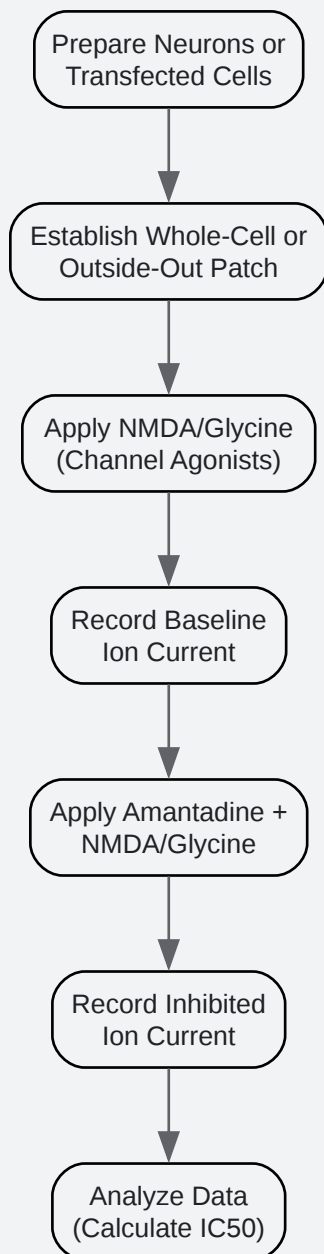 Prepare Neurons or
Transfected Cells
Establish Whole-Cell or
Outside-Out Patch
Apply NMDA/Glycine
(Channel Agonists)
Record Baseline
Ion Current
Apply Amantadine +
NMDA/Glycine
Record Inhibited
Ion Current
Analyze Data
(Calculate IC50)